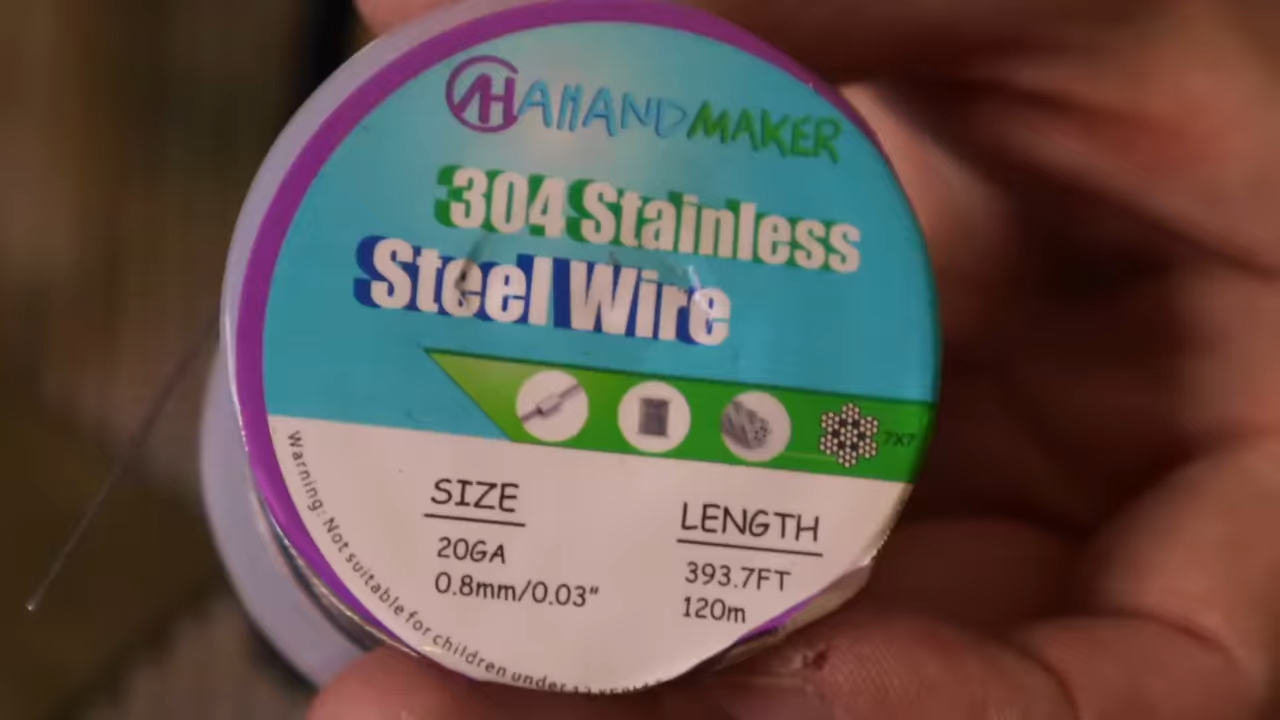 AHANDMAKER
304 Stainless
Steel Wire
7X7
SIZE
20GA
0.8mm/0.03"
LENGTH
393.7FT
120m
Warning: Not suitable for children under